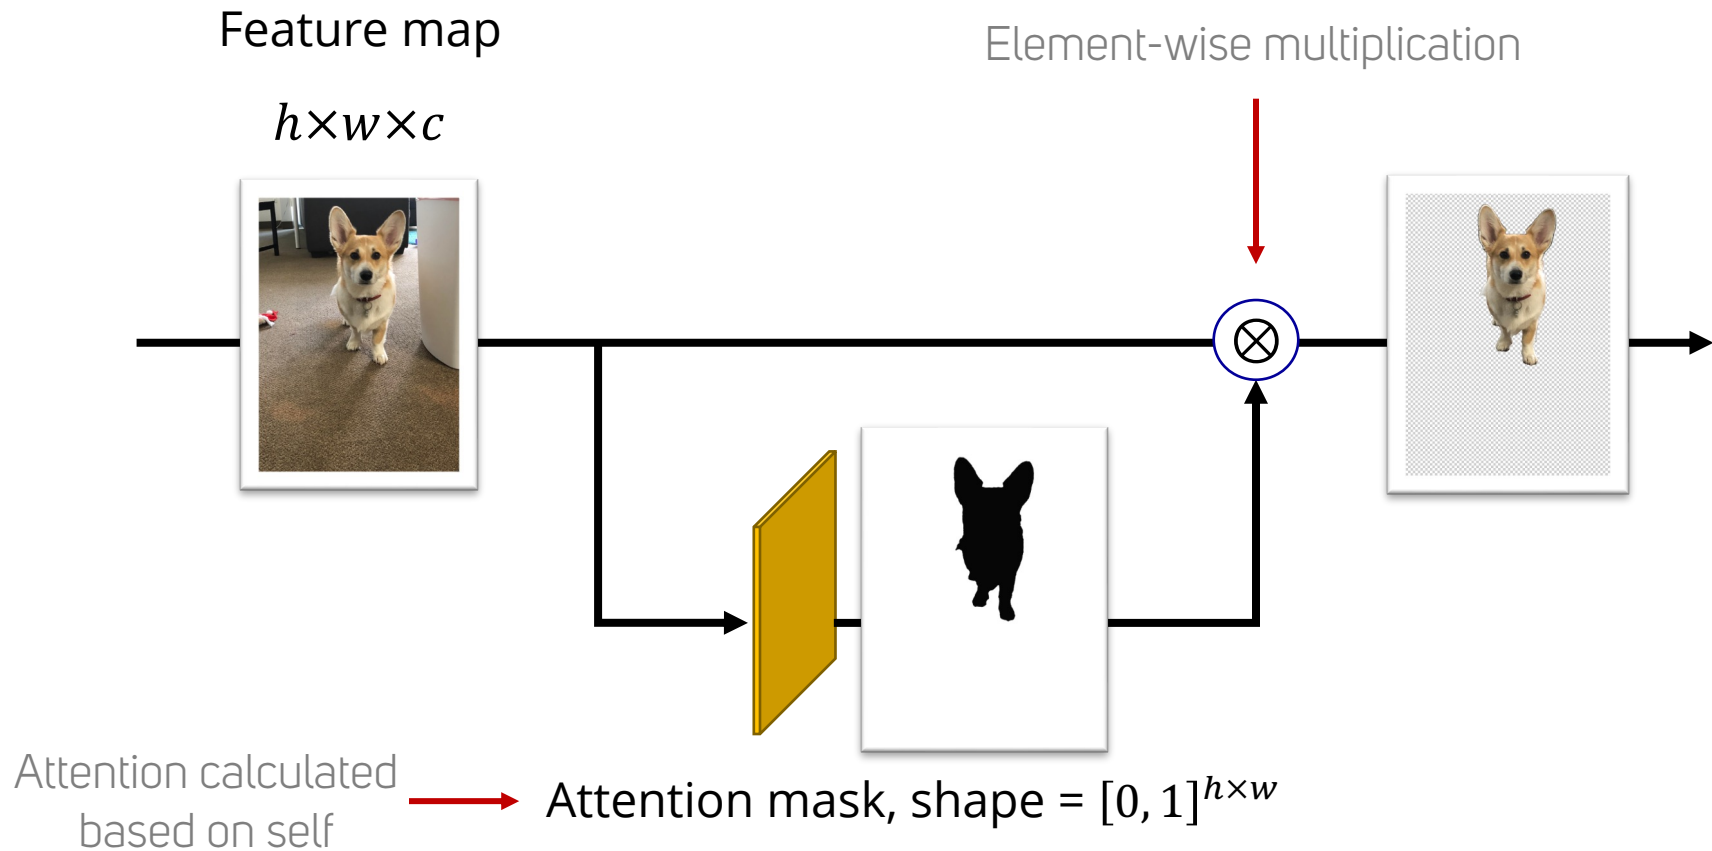 Feature map
h×w×c
Element-wise multiplication
Attention calculated
based on self
Attention mask, shape = [0, 1]^{h×w}